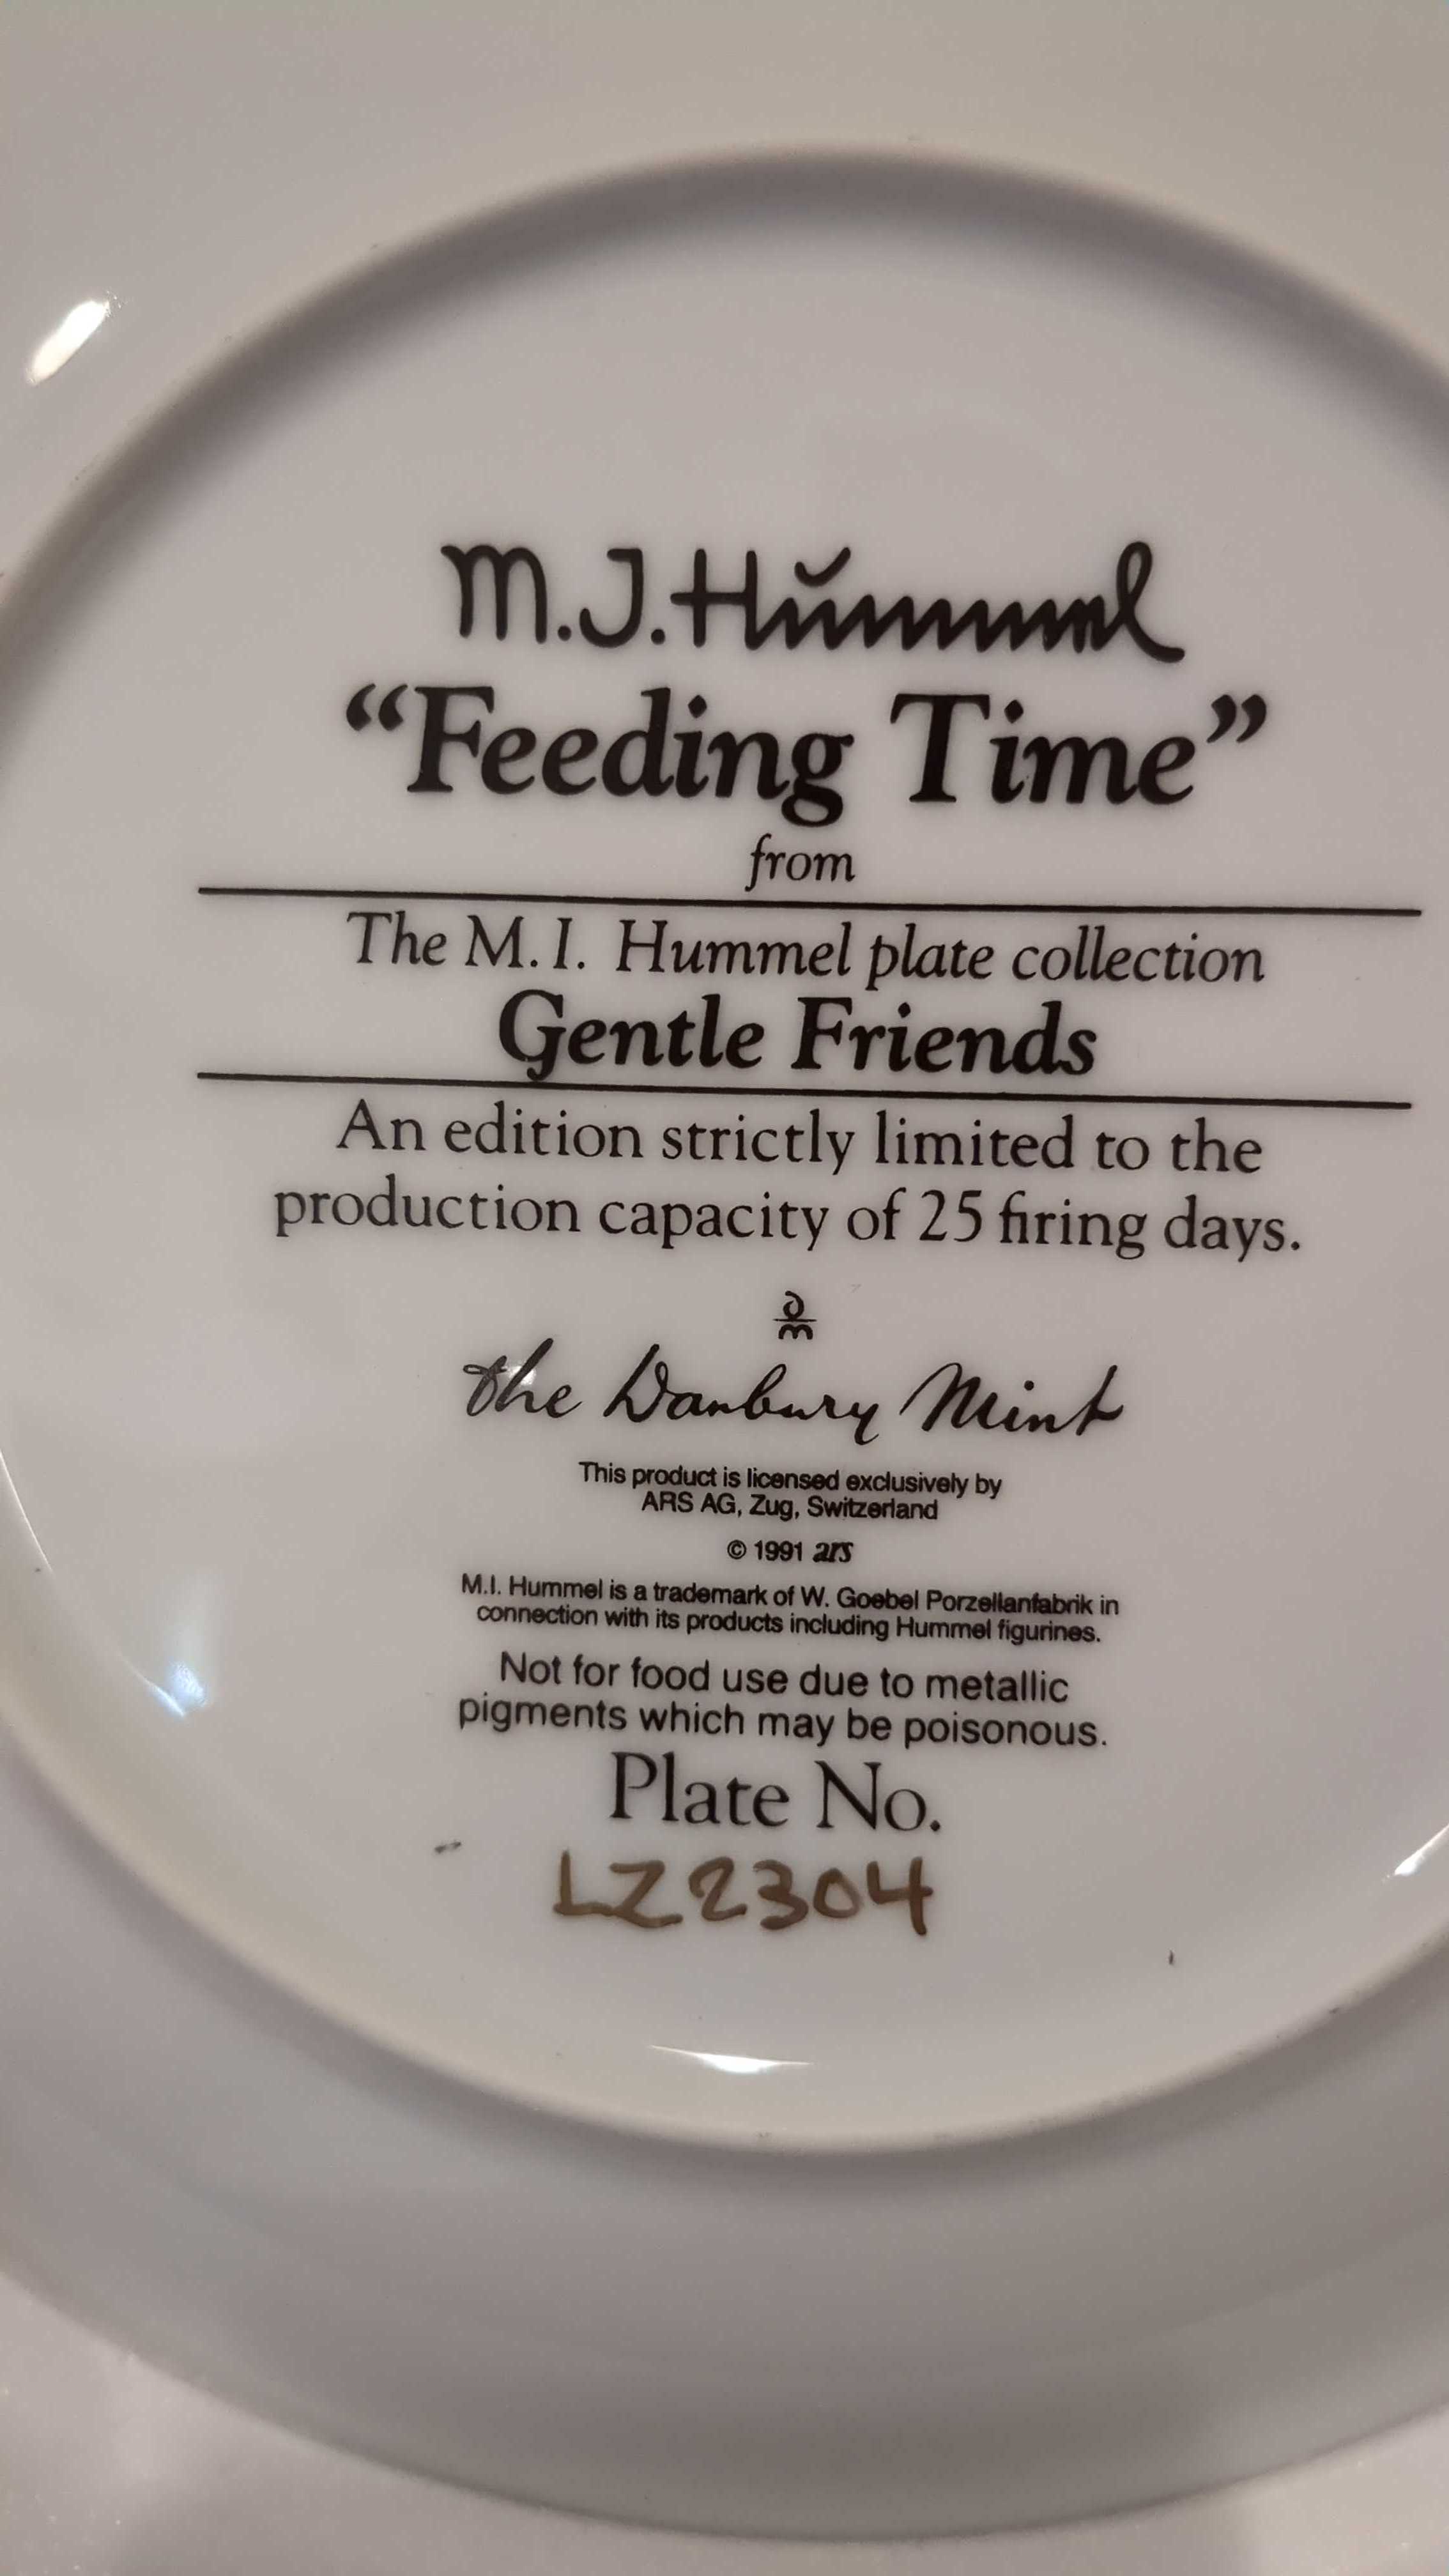 M.J.Hŭmmel
“Feeding Time”
from
The M. I. Hummel plate collection
Gentle Friends
An edition strictly limited to the
production capacity of 25 firing days.
The Danbury Mint
This product is licensed exclusively by
ARS AG, Zug, Switzerland
© 1991 ars
M.I. Hummel is a trademark of W. Goebel Porzellanfabrik in
connection with its products including Hummel figurines.
Not for food use due to metallic
pigments which may be poisonous.
Plate No.
LZ2304